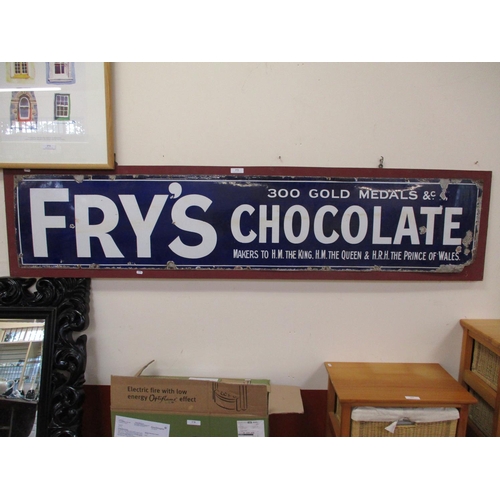 300 GOLD MEDALS &c
FRY'S CHOCOLATE
MAKERS TO H.M. THE KING, H.M. THE QUEEN & H.R.H. THE PRINCE OF WALES.
Electric fire with low
energy Optiflame effect